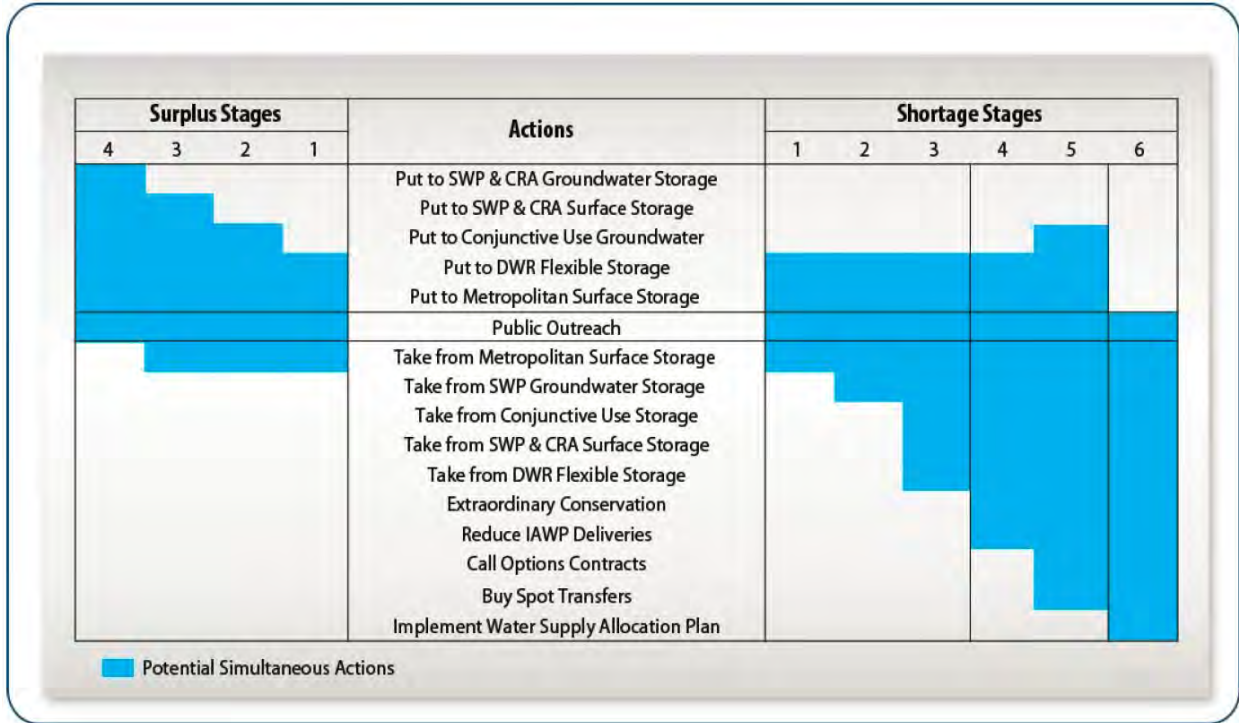 Surplus Stages
Actions
Shortage Stages
4 3 2 1
1 2 3 4 5 6
Put to SWP & CRA Groundwater Storage
Put to SWP & CRA Surface Storage
Put to Conjunctive Use Groundwater
Put to DWR Flexible Storage
Put to Metropolitan Surface Storage
Public Outreach
Take from Metropolitan Surface Storage
Take from SWP Groundwater Storage
Take from Conjunctive Use Storage
Take from SWP & CRA Surface Storage
Take from DWR Flexible Storage
Extraordinary Conservation
Reduce IAWP Deliveries
Call Options Contracts
Buy Spot Transfers
Implement Water Supply Allocation Plan
Potential Simultaneous Actions